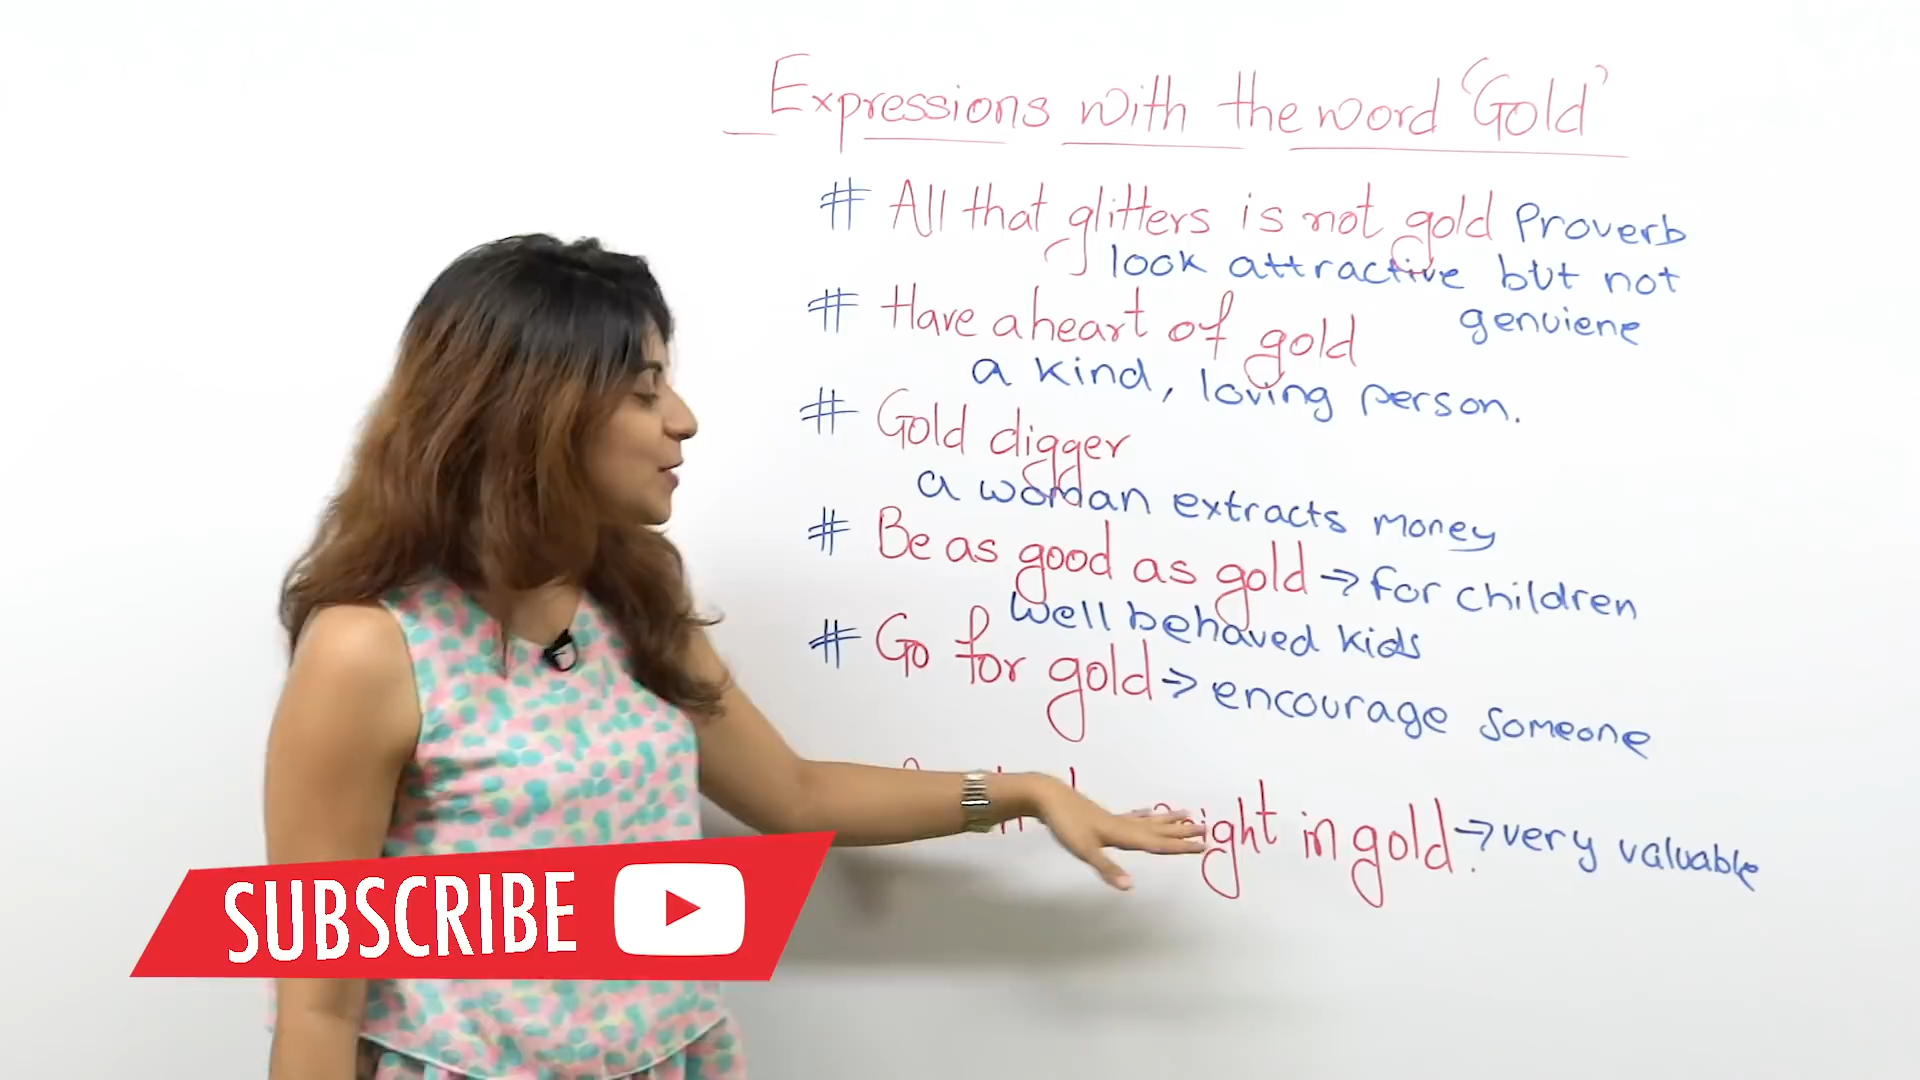 Expressions with the word 'Gold'
# All that glitters is not gold Proverb
look attractive but not
genuiene
# Have a heart of gold
a kind, loving person.
# Gold digger
a woman extracts money
# Be as good as gold → for children
well behaved kids
# Go for gold → encourage someone
in gold. → very valuable
SUBSCRIBE